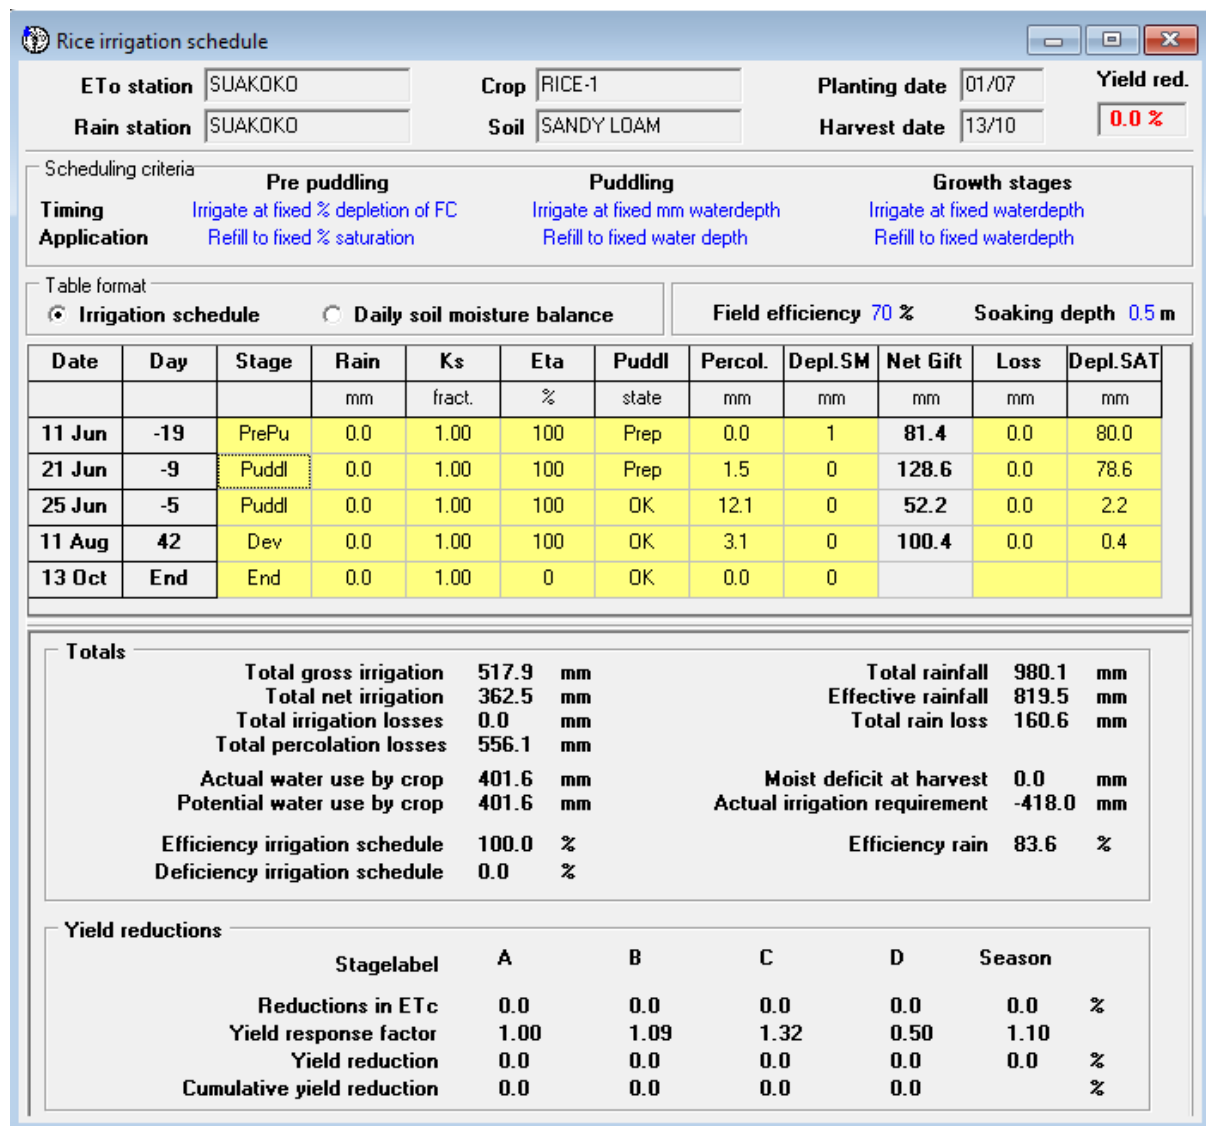 Rice irrigation schedule
ETo station SUAKOKO Crop RICE-1 Planting date 01/07 Yield red.
Rain station SUAKOKO Soil SANDY LOAM Harvest date 13/10 0.0 %
Scheduling criteria
Pre puddling Puddling Growth stages
Timing Irrigate at fixed % depletion of FC Irrigate at fixed mm waterdepth Irrigate at fixed waterdepth
Application Refill to fixed % saturation Refill to fixed water depth Refill to fixed waterdepth
Table format
Irrigation schedule Daily soil moisture balance Field efficiency 70 % Soaking depth 0.5 m
Date Day Stage Rain Ks Eta Puddl Percol. Depl.SM Net Gift Loss Depl.SAT
mm fract. % state mm mm mm mm mm
11 Jun -19 PrePu 0.0 1.00 100 Prep 0.0 1 81.4 0.0 80.0
21 Jun -9 Puddl 0.0 1.00 100 Prep 1.5 0 128.6 0.0 78.6
25 Jun -5 Puddl 0.0 1.00 100 OK 12.1 0 52.2 0.0 2.2
11 Aug 42 Dev 0.0 1.00 100 OK 3.1 0 100.4 0.0 0.4
13 Oct End End 0.0 1.00 0 OK 0.0 0
Totals
Total gross irrigation 517.9 mm Total rainfall 980.1 mm
Total net irrigation 362.5 mm Effective rainfall 819.5 mm
Total irrigation losses 0.0 mm Total rain loss 160.6 mm
Total percolation losses 556.1 mm
Actual water use by crop 401.6 mm Moist deficit at harvest 0.0 mm
Potential water use by crop 401.6 mm Actual irrigation requirement -418.0 mm
Efficiency irrigation schedule 100.0 % Efficiency rain 83.6 %
Deficiency irrigation schedule 0.0 %
Yield reductions
Stagelabel A B C D Season
Reductions in ETc 0.0 0.0 0.0 0.0 0.0 %
Yield response factor 1.00 1.09 1.32 0.50 1.10
Yield reduction 0.0 0.0 0.0 0.0 0.0 %
Cumulative yield reduction 0.0 0.0 0.0 0.0 %